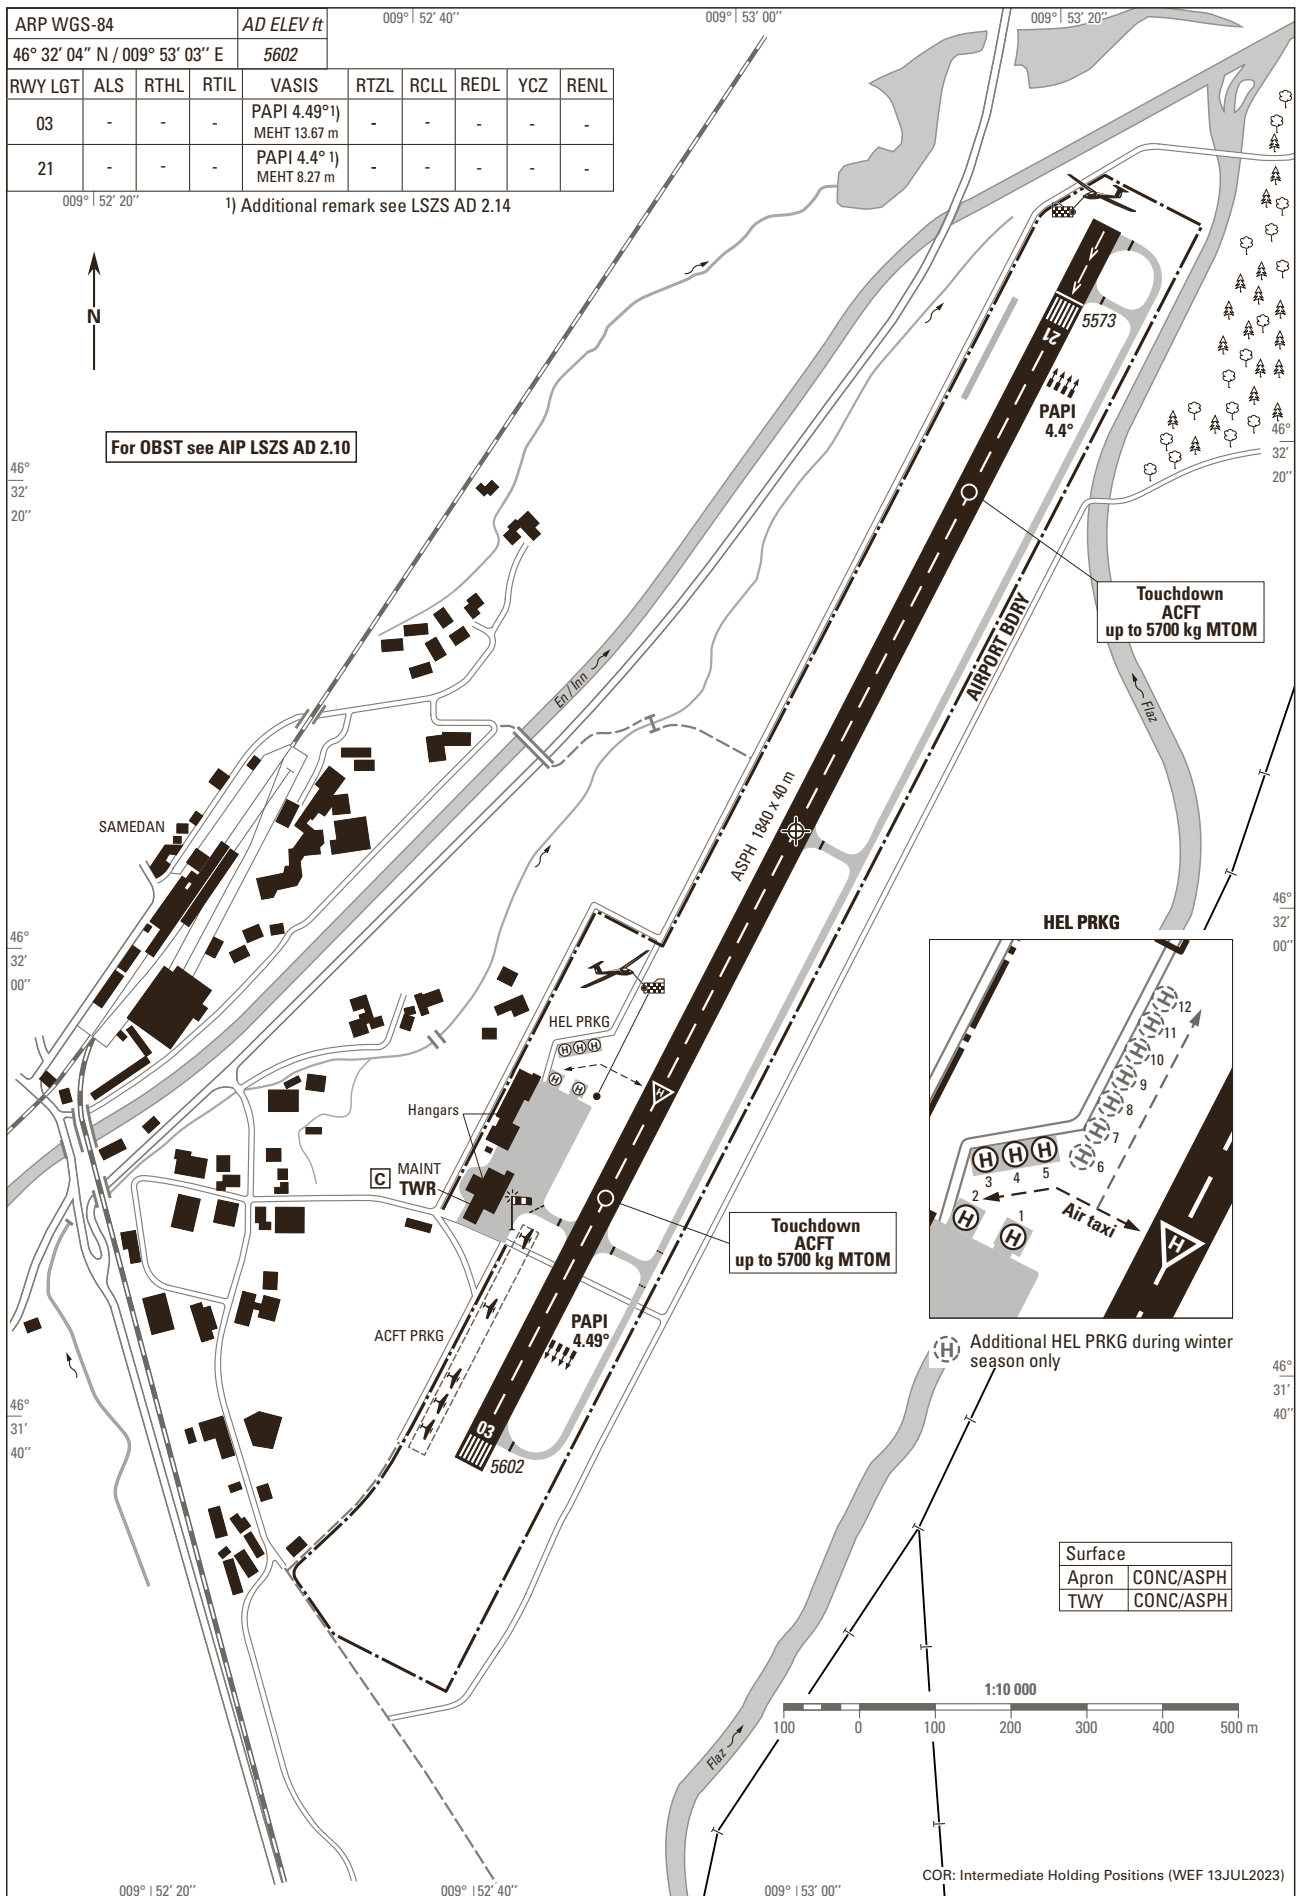 009° 52′ 40″
009° 53′ 00″
009° 53′ 20″
ARP WGS-84 AD ELEV ft
46° 32′ 04″ N / 009° 53′ 03″ E 5602
RWY LGT ALS RTHL RTIL VASIS RTZL RCLL REDL YCZ RENL
03 - - - PAPI 4.49° 1) - - - - -
MEHT 13.67 m
21 - - - PAPI 4.4° 1) - - - - -
MEHT 8.27 m
009° 52′ 20″
1) Additional remark see LSZS AD 2.14
N
5573
21
PAPI
4.4°
For OBST see AIP LSZS AD 2.10
46°
32′
20″
46°
32′
20″
Touchdown
ACFT
up to 5700 kg MTOM
AIRPORT BDRY
En / Inn
Flaz
SAMEDAN
ASPH 1840 x 40 m
46°
32′
00″
46°
32′
00″
HEL PRKG
12
11
10
9
8
7
6
H H H H H H H
H H H
3 4 5
2
1
H H
Air taxi
H
HEL PRKG
H H H
H H
H
Hangars
C MAINT
TWR
Touchdown
ACFT
up to 5700 kg MTOM
PAPI
4.49°
ACFT PRKG
H Additional HEL PRKG during winter
season only
46°
31′
40″
46°
31′
40″
03
5602
Surface
Apron CONC/ASPH
TWY CONC/ASPH
1:10 000
100 0 100 200 300 400 500 m
Flaz
COR: Intermediate Holding Positions (WEF 13JUL2023)
009° 52′ 20″
009° 52′ 40″
009° 53′ 00″